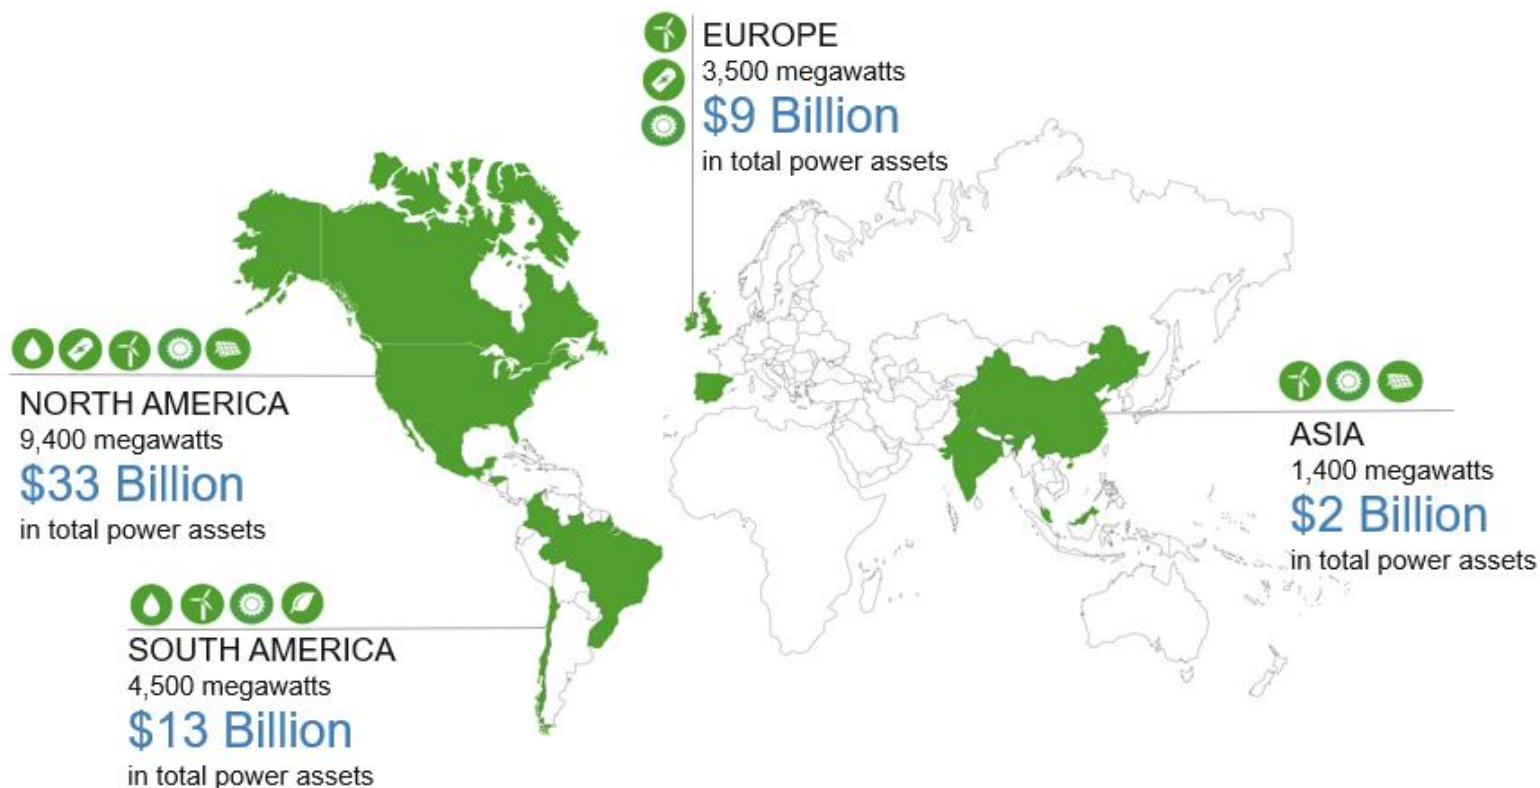 EUROPE
3,500 megawatts
$9 Billion
in total power assets
NORTH AMERICA
9,400 megawatts
$33 Billion
in total power assets
ASIA
1,400 megawatts
$2 Billion
in total power assets
SOUTH AMERICA
4,500 megawatts
$13 Billion
in total power assets